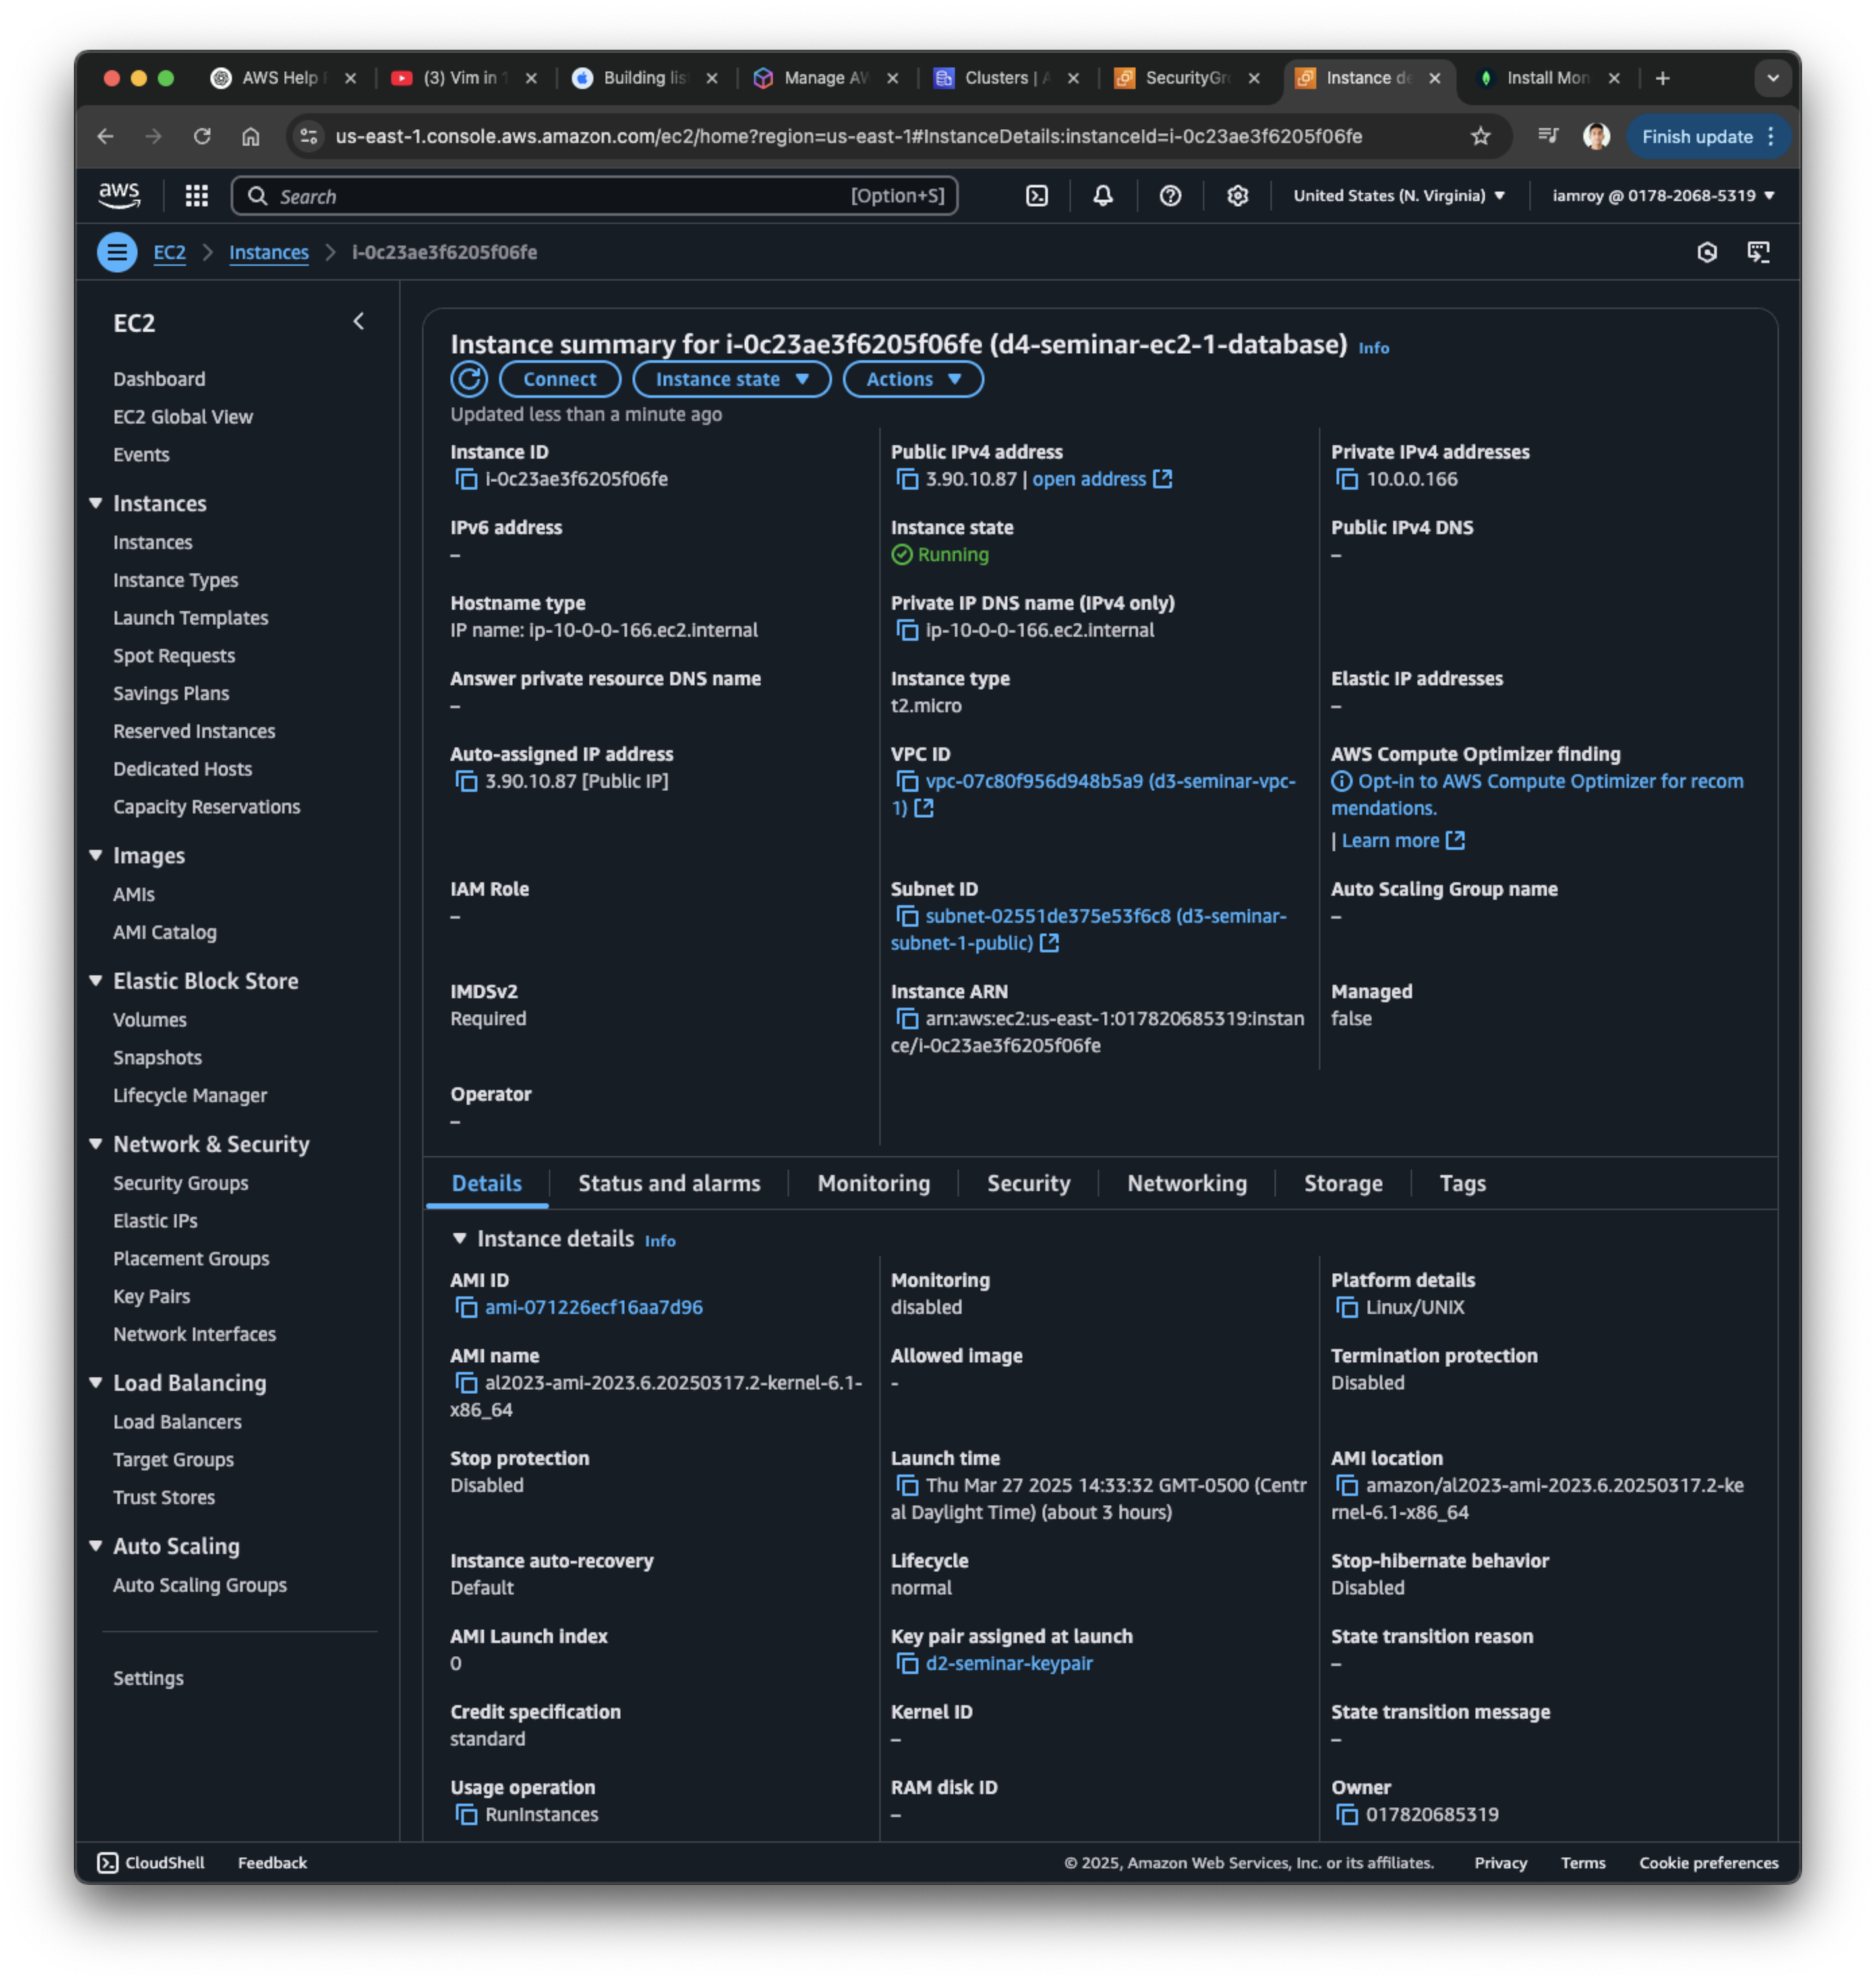 AWS Help
(3) Vim in 1
Building lis
Manage AW
Clusters | A
SecurityGro
Instance de
Install Mon
us-east-1.console.aws.amazon.com/ec2/home?region=us-east-1#InstanceDetails:instanceId=i-0c23ae3f6205f06fe
Finish update
aws
Search
[Option+S]
United States (N. Virginia)
iamroy @ 0178-2068-5319
EC2
Instances
i-0c23ae3f6205f06fe
EC2
Dashboard
EC2 Global View
Events
Instances
Instances
Instance Types
Launch Templates
Spot Requests
Savings Plans
Reserved Instances
Dedicated Hosts
Capacity Reservations
Images
AMIs
AMI Catalog
Elastic Block Store
Volumes
Snapshots
Lifecycle Manager
Network & Security
Security Groups
Elastic IPs
Placement Groups
Key Pairs
Network Interfaces
Load Balancing
Load Balancers
Target Groups
Trust Stores
Auto Scaling
Auto Scaling Groups
Settings
Instance summary for i-0c23ae3f6205f06fe (d4-seminar-ec2-1-database) Info
Connect
Instance state
Actions
Updated less than a minute ago
Instance ID
i-0c23ae3f6205f06fe
Public IPv4 address
3.90.10.87 | open address
Private IPv4 addresses
10.0.0.166
IPv6 address
–
Instance state
Running
Public IPv4 DNS
–
Hostname type
IP name: ip-10-0-0-166.ec2.internal
Private IP DNS name (IPv4 only)
ip-10-0-0-166.ec2.internal
Answer private resource DNS name
–
Instance type
t2.micro
Elastic IP addresses
–
Auto-assigned IP address
3.90.10.87 [Public IP]
VPC ID
vpc-07c80f956d948b5a9 (d3-seminar-vpc-
1)
AWS Compute Optimizer finding
Opt-in to AWS Compute Optimizer for recom
mendations.
| Learn more
IAM Role
–
Subnet ID
subnet-02551de375e53f6c8 (d3-seminar-
subnet-1-public)
Auto Scaling Group name
–
IMDSv2
Required
Instance ARN
arn:aws:ec2:us-east-1:017820685319:instan
ce/i-0c23ae3f6205f06fe
Managed
false
Operator
–
Details
Status and alarms
Monitoring
Security
Networking
Storage
Tags
Instance details Info
AMI ID
ami-071226ecf16aa7d96
Monitoring
disabled
Platform details
Linux/UNIX
AMI name
al2023-ami-2023.6.20250317.2-kernel-6.1-
x86_64
Allowed image
-
Termination protection
Disabled
Stop protection
Disabled
Launch time
Thu Mar 27 2025 14:33:32 GMT-0500 (Centr
al Daylight Time) (about 3 hours)
AMI location
amazon/al2023-ami-2023.6.20250317.2-ke
rnel-6.1-x86_64
Instance auto-recovery
Default
Lifecycle
normal
Stop-hibernate behavior
Disabled
AMI Launch index
0
Key pair assigned at launch
d2-seminar-keypair
State transition reason
–
Credit specification
standard
Kernel ID
–
State transition message
–
Usage operation
RunInstances
RAM disk ID
–
Owner
017820685319
CloudShell
Feedback
© 2025, Amazon Web Services, Inc. or its affiliates.
Privacy
Terms
Cookie preferences